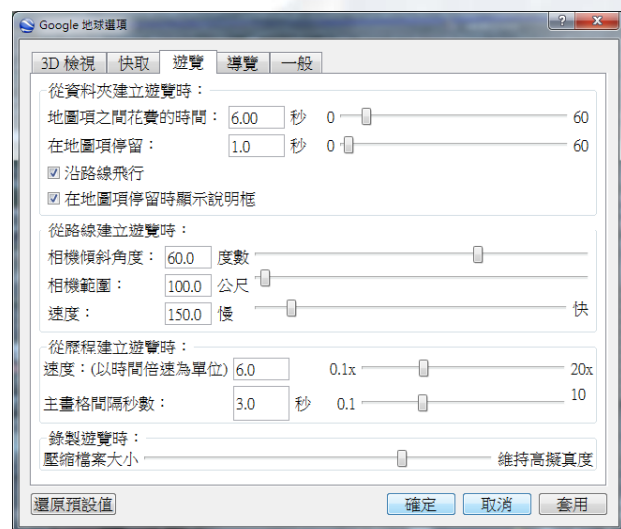 Google 地球選項
3D 檢視 快取 遊覽 導覽 一般
從資料夾建立遊覽時：
地圖項之間花費的時間： 6.00 秒 0 60
在地圖項停留： 1.0 秒 0 60
沿路線飛行
在地圖項停留時顯示說明框
從路線建立遊覽時：
相機傾斜角度： 60.0 度數
相機範圍： 100.0 公尺
速度： 150.0 慢 快
從歷程建立遊覽時：
速度：(以時間倍速為單位) 6.0 0.1x 20x
主畫格間隔秒數： 3.0 秒 0.1 10
錄製遊覽時：
壓縮檔案大小 維持高擬真度
還原預設值 確定 取消 套用